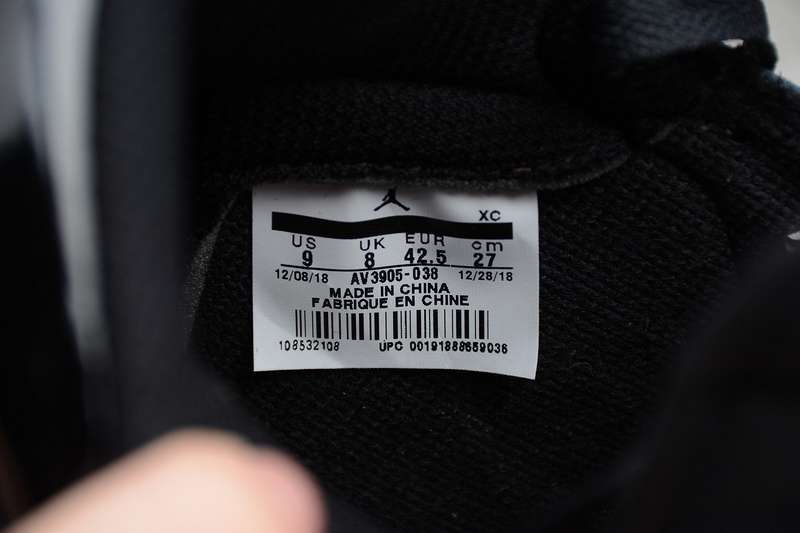 XC
US UK EUR cm
9 8 42.5 27
12/08/18 AV3905-038 12/28/18
MADE IN CHINA
FABRIQUE EN CHINE
108532108 UPC 00191888659036